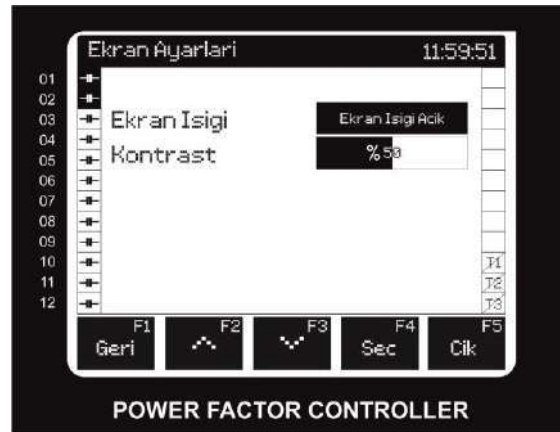 Ekran Ayarlari 11:59:51
01
02
03 Ekran Isigi Ekran Isigi Acik
04
05 Kontrast %50
06
07
08
09
10 T1
11 T2
12 T3
F1 F2 F3 F4 F5
Geri Sec Cik
POWER FACTOR CONTROLLER